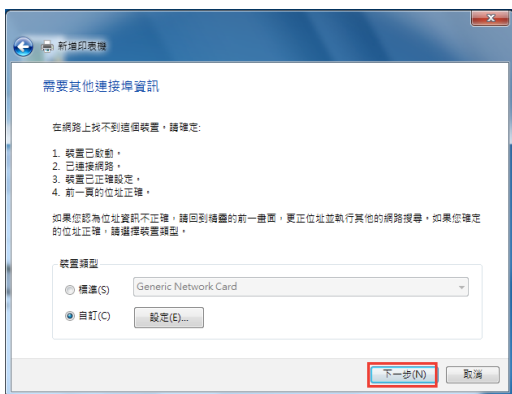 新增印表機
需要其他連接埠資訊
在網路上找不到這個裝置，請確定:
1. 裝置已啟動。
2. 已連接網路。
3. 裝置已正確設定。
4. 前一頁的位址正確。
如果您認為位址資訊不正確，請回到精靈的前一畫面，更正位址並執行其他的網路搜尋。如果您確定
的位址正確，請選擇裝置類型。
裝置類型
標準(S)
Generic Network Card
自訂(C)
設定(E)...
下一步(N)
取消